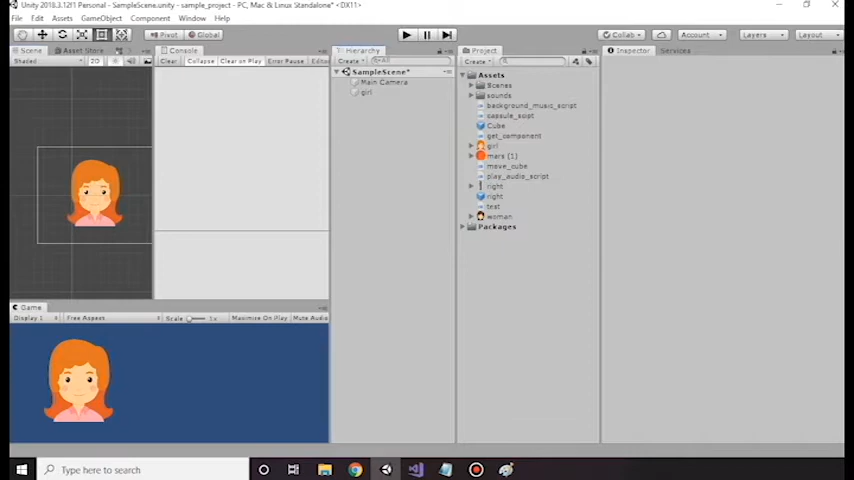 Unity 2018.3.12f1 Personal - SampleScene.unity - sample_project - PC, Mac & Linux Standalone* <DX11>
File Edit Assets GameObject Component Window Help
Pivot Global Collab Account Layers Layout
Scene Asset Store Console Hierarchy Project Inspector Services
Shaded 2D Clear Collapse Clear on Play Error Pause Editor Create All Create
SampleScene*
Main Camera
girl
Assets
Scenes
sounds
background_music_script
Cube
get_component
girl
mars (1)
move_cube
play_audio_script
right
right
test
woman
Packages
Game
Display 1 Free Aspect Scale 1x Maximize On Play Mute Audio
Type here to search